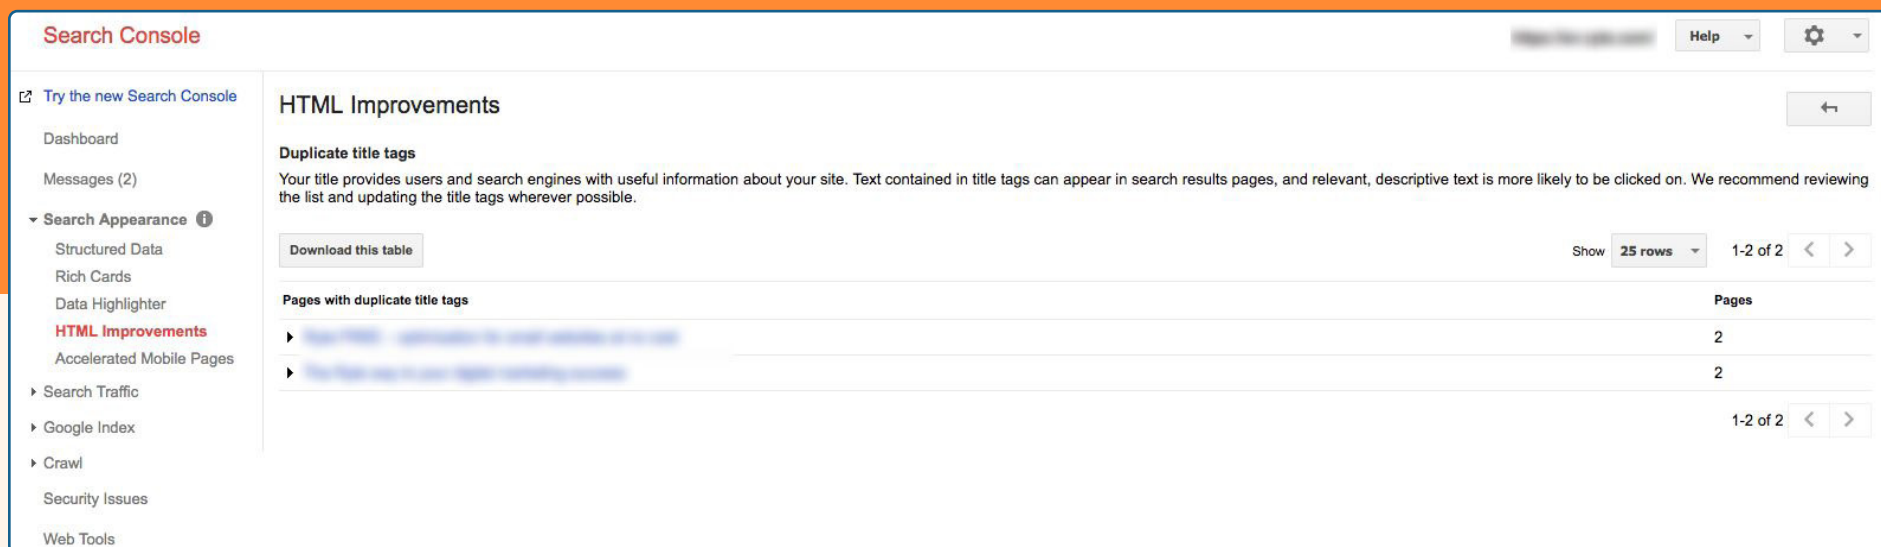 Search Console
Help
Try the new Search Console
Dashboard
Messages (2)
Search Appearance
Structured Data
Rich Cards
Data Highlighter
HTML Improvements
Accelerated Mobile Pages
Search Traffic
Google Index
Crawl
Security Issues
Web Tools
HTML Improvements
Duplicate title tags
Your title provides users and search engines with useful information about your site. Text contained in title tags can appear in search results pages, and relevant, descriptive text is more likely to be clicked on. We recommend reviewing
the list and updating the title tags wherever possible.
Download this table
Show 25 rows 1-2 of 2
Pages with duplicate title tags Pages
2
2
1-2 of 2